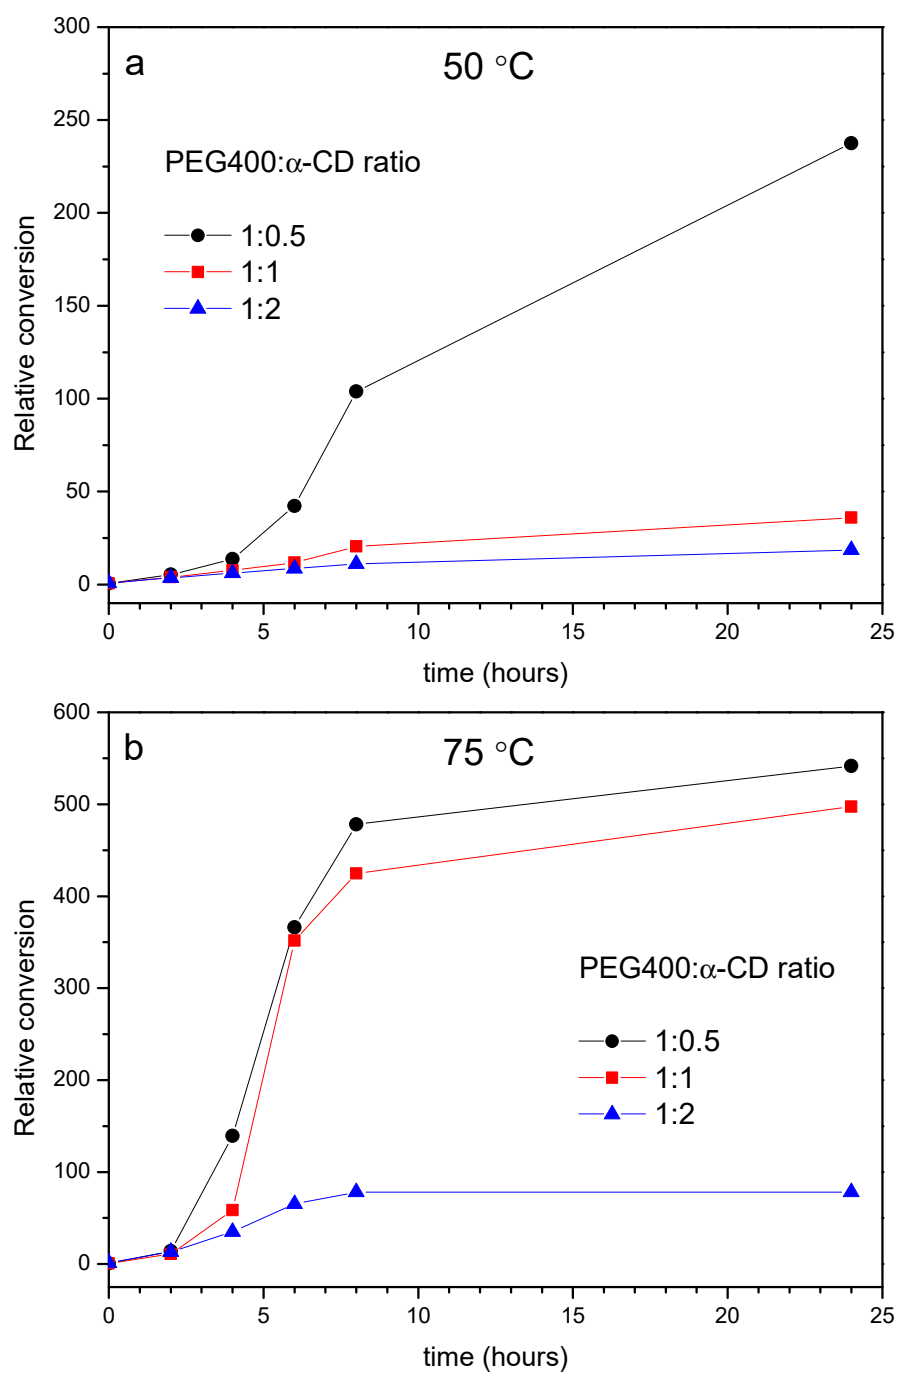 a
50 °C
PEG400:α-CD ratio
1:0.5
1:1
1:2
Relative conversion
300
250
200
150
100
50
0
0 5 10 15 20 25
time (hours)
b
75 °C
PEG400:α-CD ratio
1:0.5
1:1
1:2
Relative conversion
600
500
400
300
200
100
0
0 5 10 15 20 25
time (hours)